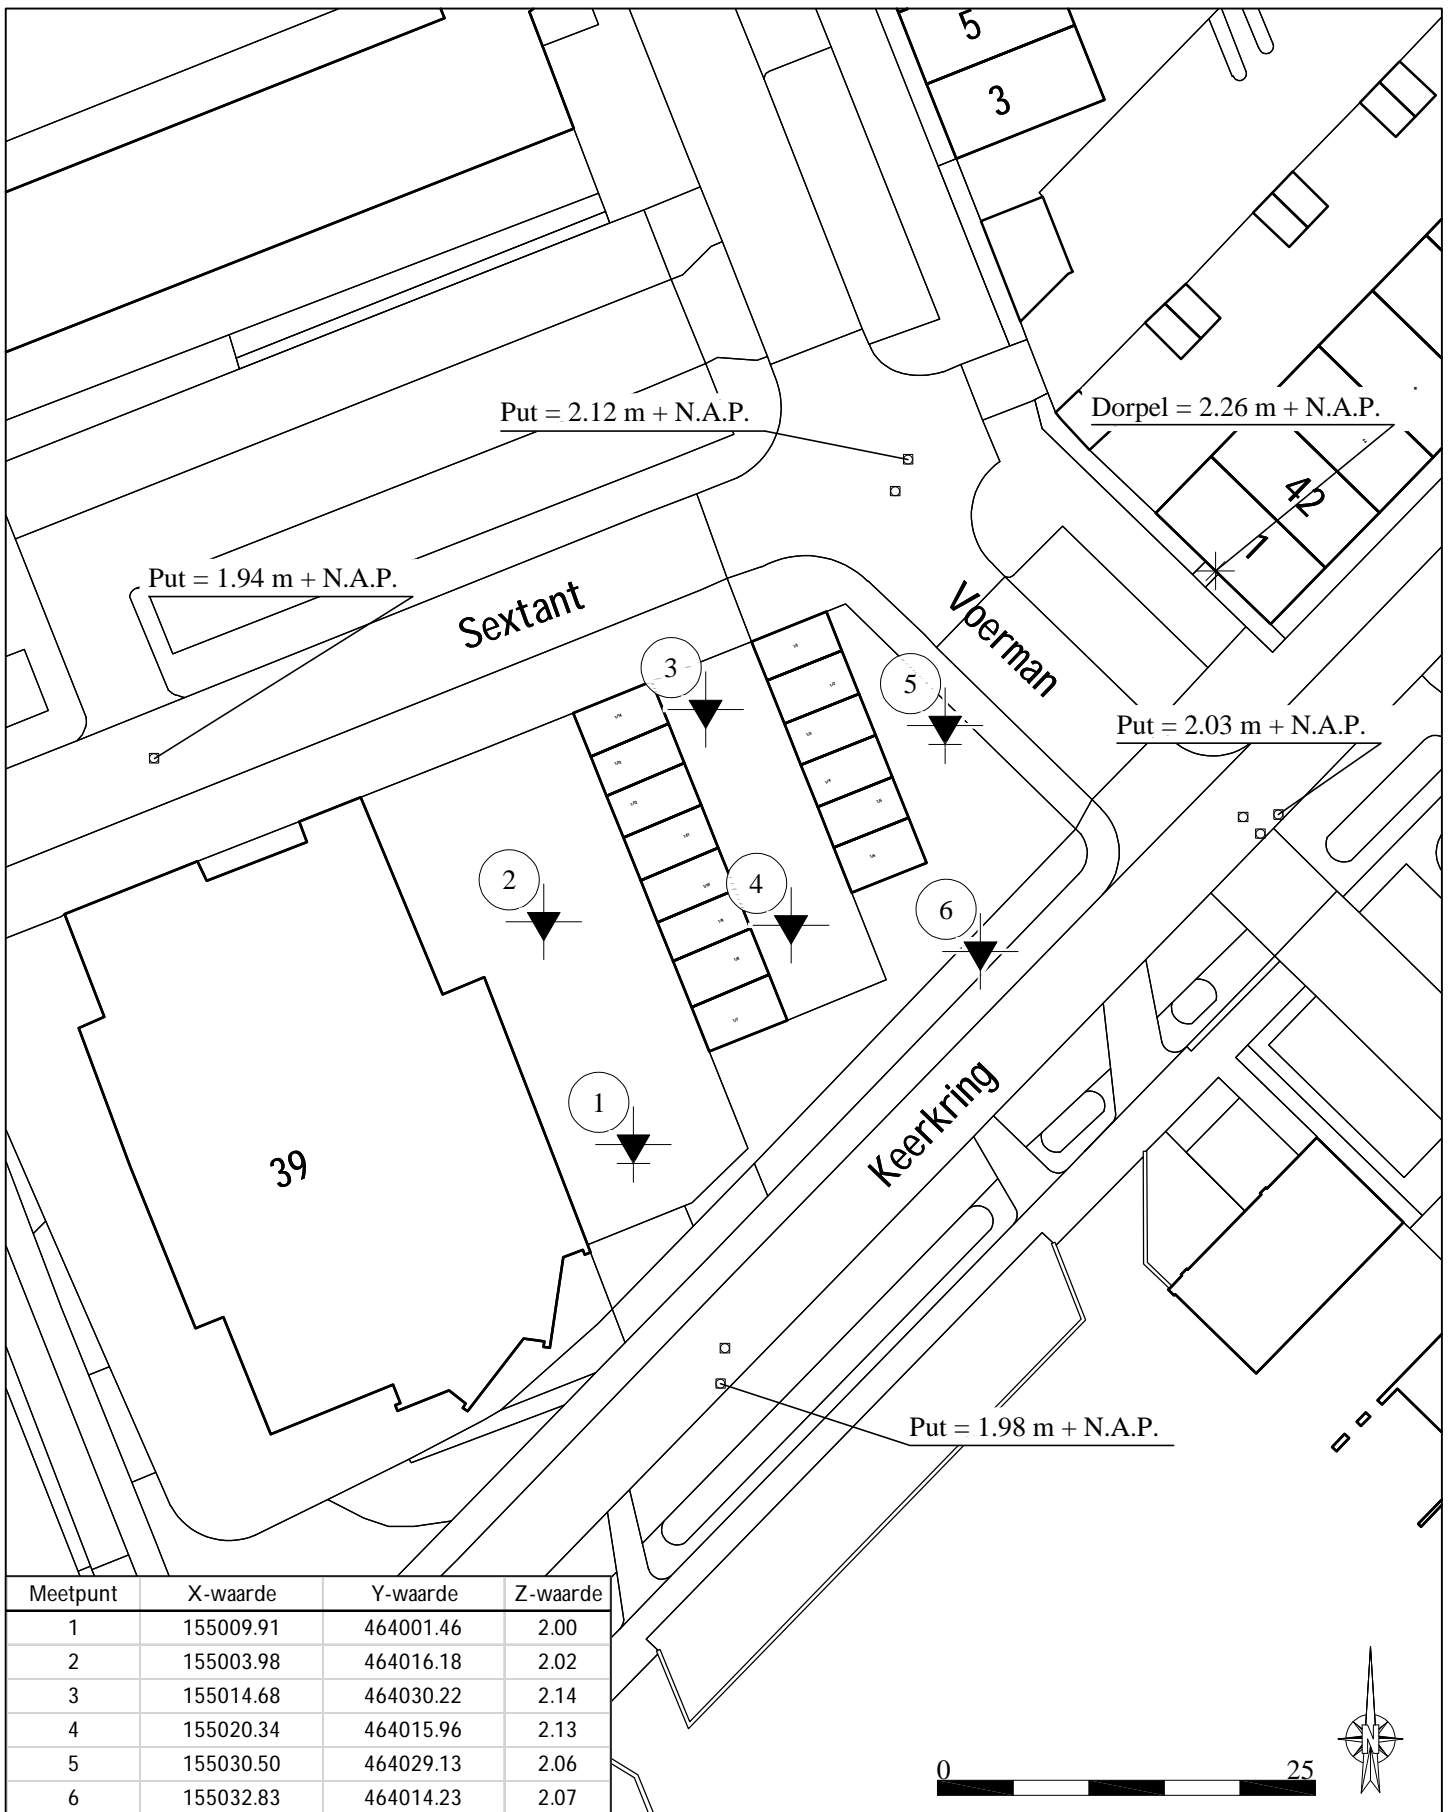 5
3
Put = 2.12 m + N.A.P.
Dorpel = 2.26 m + N.A.P.
42
1
Put = 1.94 m + N.A.P.
Sextant
Voerman
3
5
Put = 2.03 m + N.A.P.
2
4
6
1
Keerkring
39
Put = 1.98 m + N.A.P.
Meetpunt X-waarde Y-waarde Z-waarde
1 155009.91 464001.46 2.00
2 155003.98 464016.18 2.02
3 155014.68 464030.22 2.14
4 155020.34 464015.96 2.13
5 155030.50 464029.13 2.06
6 155032.83 464014.23 2.07
0 25
N